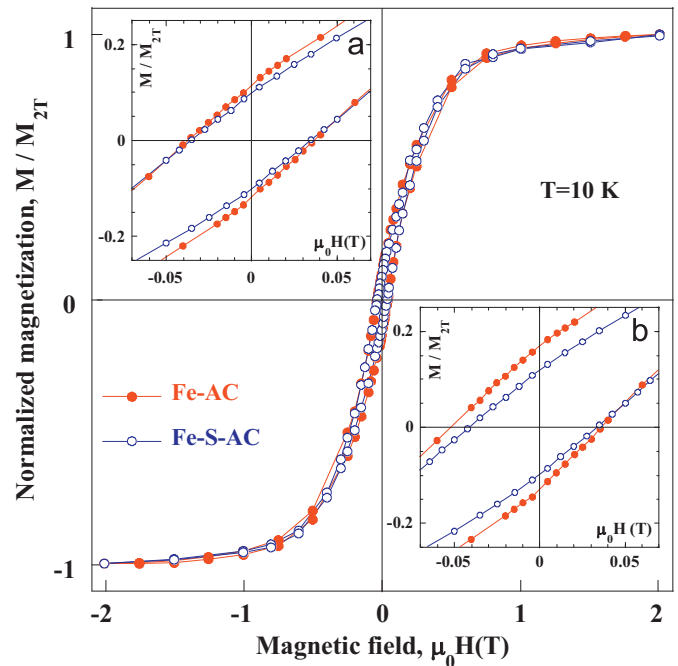 Normalized magnetization, M / M2T
1
0
-1
a
M / M2T
0.2
0
-0.2
μ0H(T)
-0.05
0
0.05
T=10 K
Fe-AC
Fe-S-AC
b
M / M2T
0.2
0
-0.2
μ0H (T)
-0.05
0
0.05
−2
−1
0
1
2
Magnetic field, μ0H(T)